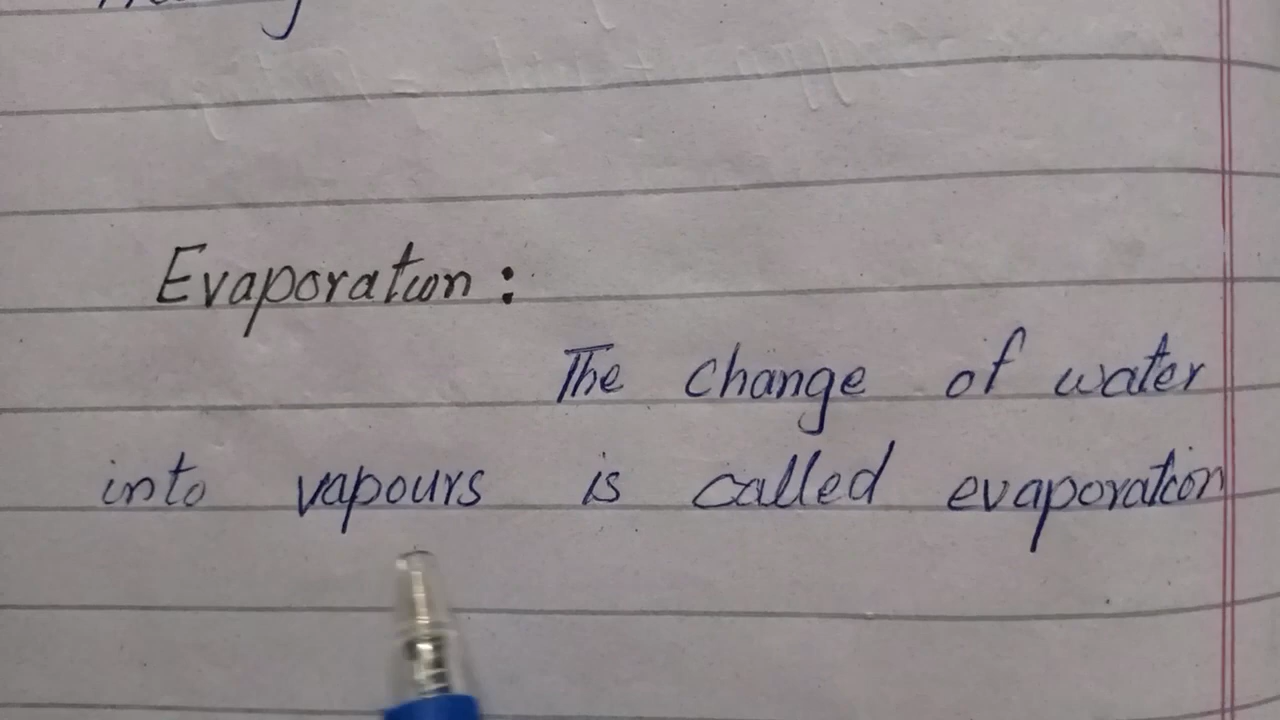 Evaporation :
The change of water
into vapours is called evaporation